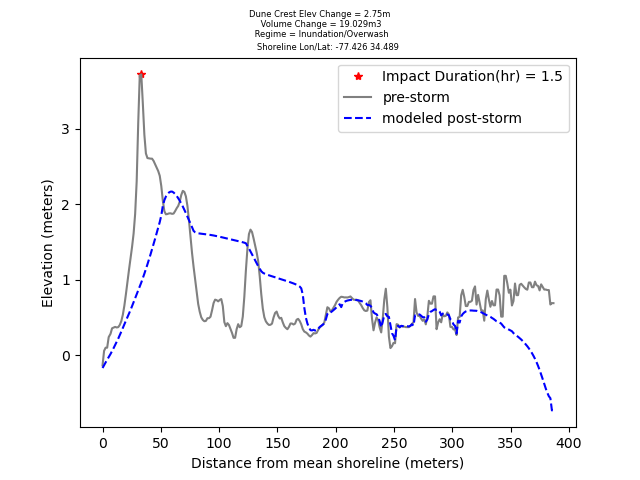 Dune Crest Elev Change = 2.75m
Volume Change = 19.029m3
Regime = Inundation/Overwash
Shoreline Lon/Lat: -77.426 34.489
Impact Duration(hr) = 1.5
pre-storm
modeled post-storm
3
2
1
0
Elevation (meters)
0 50 100 150 200 250 300 350 400
Distance from mean shoreline (meters)